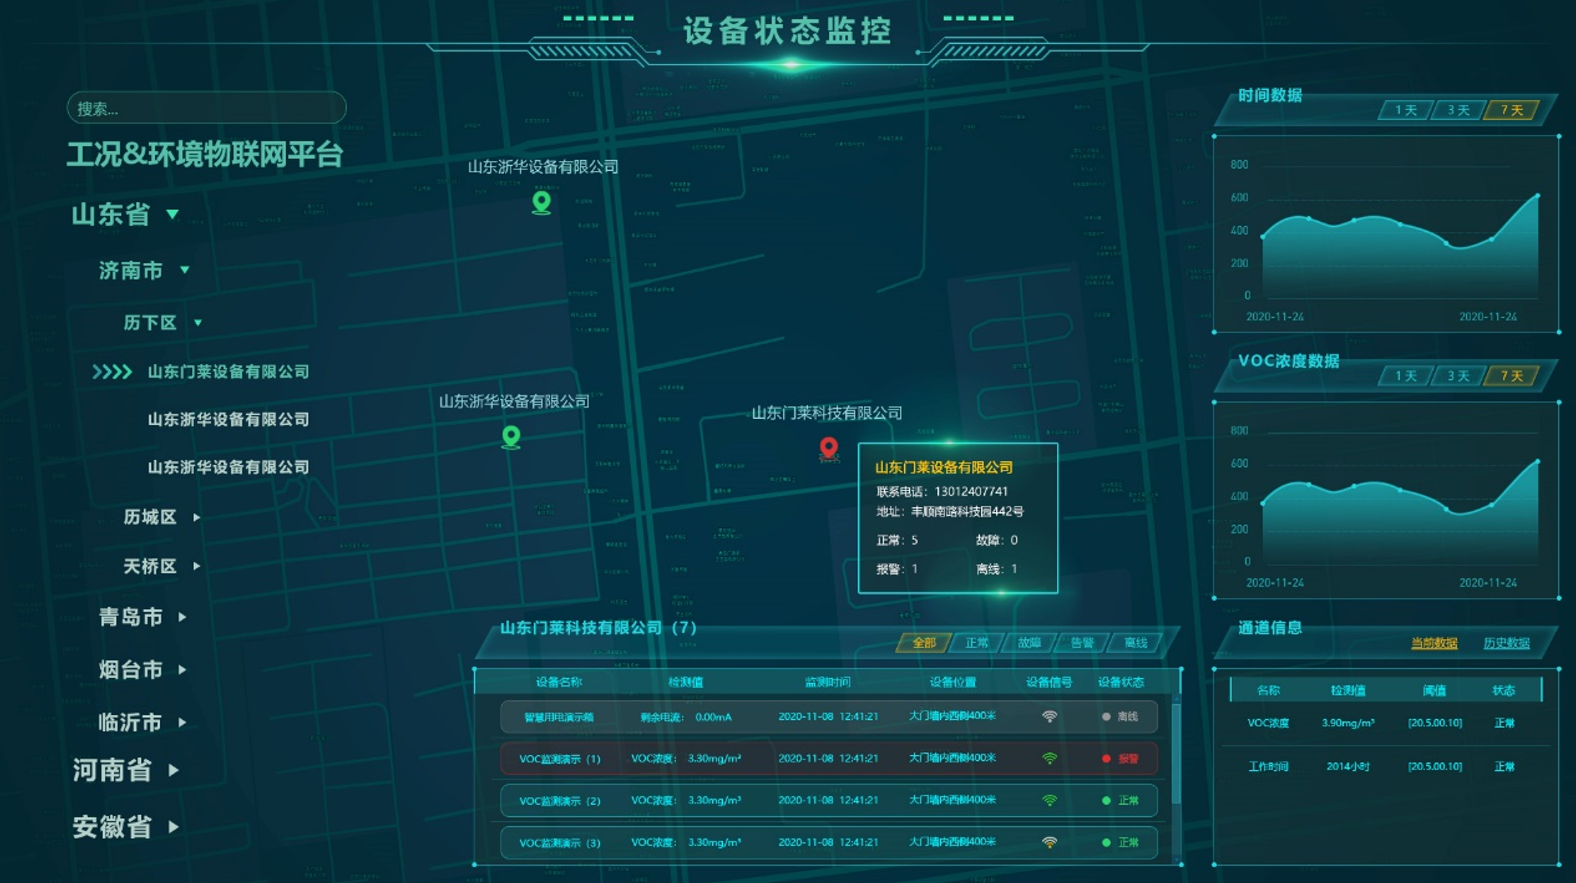 设备状态监控
搜索...
工况&环境物联网平台
山东省
济南市
历下区
山东门莱设备有限公司
山东浙华设备有限公司
山东浙华设备有限公司
历城区
天桥区
青岛市
烟台市
临沂市
河南省
安徽省
山东浙华设备有限公司
山东浙华设备有限公司
山东门莱科技有限公司
山东门莱设备有限公司
联系电话：13012407741
地址：丰顺南路科技园442号
正常：5 故障：0
报警：1 离线：1
山东门莱科技有限公司（7）
全部 正常 故障 告警 离线
设备名称 检测值 监测时间 设备位置 设备信号 设备状态
智慧用电演示频 剩余电流： 0.00mA 2020-11-08 12:41:21 大门墙内西侧400米 离线
VOC监测演示（1） VOC浓度： 3.30mg/m³ 2020-11-08 12:41:21 大门墙内西侧400米 报警
VOC监测演示（2） VOC浓度： 3.30mg/m³ 2020-11-08 12:41:21 大门墙内西侧400米 正常
VOC监测演示（3） VOC浓度： 3.30mg/m³ 2020-11-08 12:41:21 大门墙内西侧400米 正常
时间数据
1天 3天 7天
800
600
400
200
0
2020-11-24 2020-11-24
VOC浓度数据
1天 3天 7天
800
600
400
200
0
2020-11-24 2020-11-24
通道信息
当前数据 历史数据
名称 检测值 阈值 状态
VOC浓度 3.90mg/m³ [20.5.00.10] 正常
工作时间 2014小时 [20.5.00.10] 正常